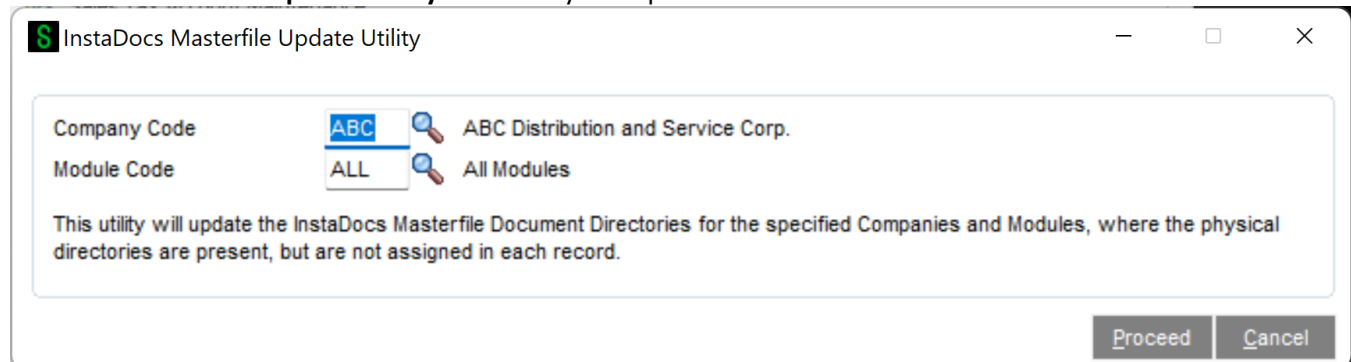 InstaDocs Masterfile Update Utility
Company Code ABC ABC Distribution and Service Corp.
Module Code ALL All Modules
This utility will update the InstaDocs Masterfile Document Directories for the specified Companies and Modules, where the physical
directories are present, but are not assigned in each record.
Proceed Cancel